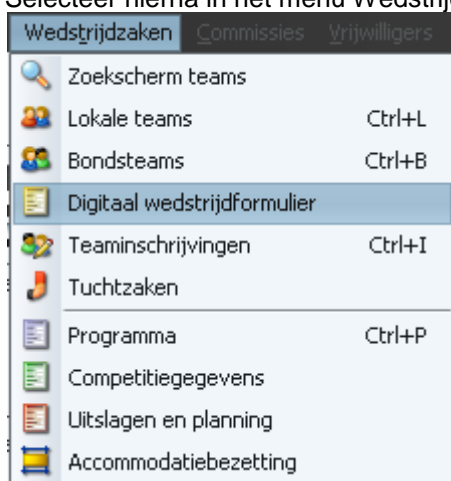 Selecteer hierna in het menu Wedstrij
Wedstrijdzaken Commissies Vrijwilligers
Zoekscherm teams
Lokale teams Ctrl+L
Bondsteams Ctrl+B
Digitaal wedstrijdformulier
Teaminschrijvingen Ctrl+I
Tuchtzaken
Programma Ctrl+P
Competitiegegevens
Uitslagen en planning
Accommodatiebezetting